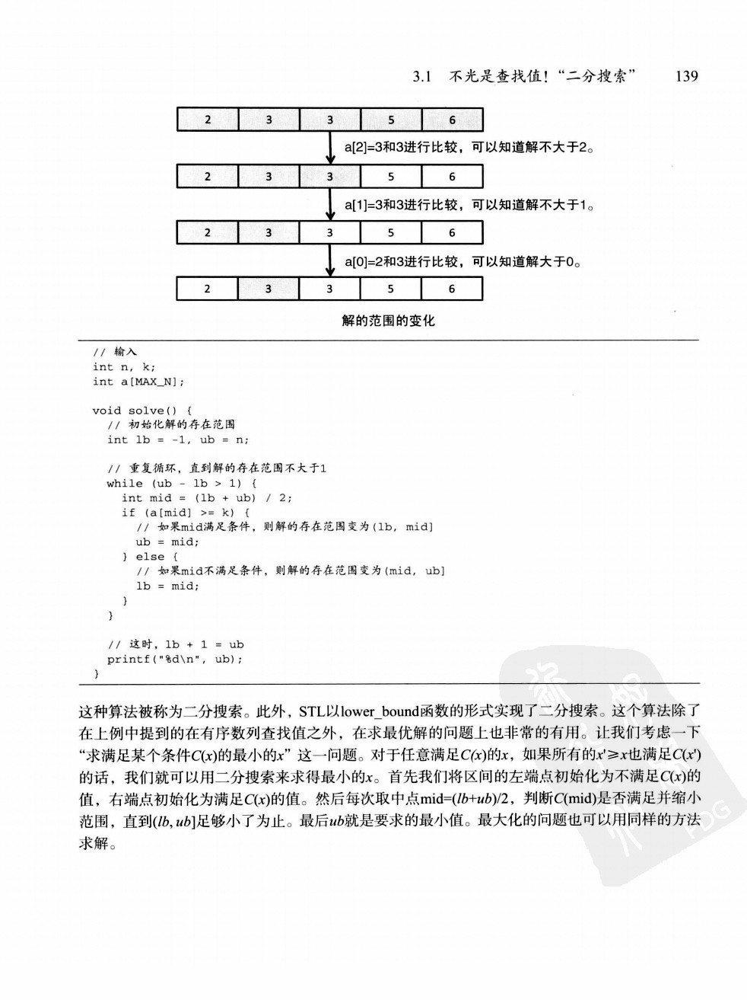 3.1 不光是查找值！“二分搜索” 139
2 3 3 5 6
a[2]=3和3进行比较，可以知道解不大于2。
2 3 3 5 6
a[1]=3和3进行比较，可以知道解不大于1。
2 3 3 5 6
a[0]=2和3进行比较，可以知道解大于0。
2 3 3 5 6
解的范围的变化
// 输入
int n, k;
int a[MAX_N];
void solve() {
// 初始化解的存在范围
int lb = -1, ub = n;
// 重复循环，直到解的存在范围不大于1
while (ub - lb > 1) {
int mid = (lb + ub) / 2;
if (a[mid] >= k) {
// 如果mid满足条件，则解的存在范围变为(lb, mid]
ub = mid;
} else {
// 如果mid不满足条件，则解的存在范围变为(mid, ub]
lb = mid;
}
}
// 这时，lb + 1 = ub
printf("%d\n", ub);
}
这种算法被称为二分搜索。此外，STL以lower_bound函数的形式实现了二分搜索。这个算法除了
在上例中提到的在有序数列查找值之外，在求最优解的问题上也非常的有用。让我们考虑一下
“求满足某个条件C(x)的最小的x”这一问题。对于任意满足C(x)的x，如果所有的x'≥x也满足C(x')
的话，我们就可以用二分搜索来求得最小的x。首先我们将区间的左端点初始化为不满足C(x)的
值，右端点初始化为满足C(x)的值。然后每次取中点mid=(lb+ub)/2，判断C(mid)是否满足并缩小
范围，直到(lb, ub]足够小了为止。最后ub就是要求的最小值。最大化的问题也可以用同样的方法
求解。
PDG